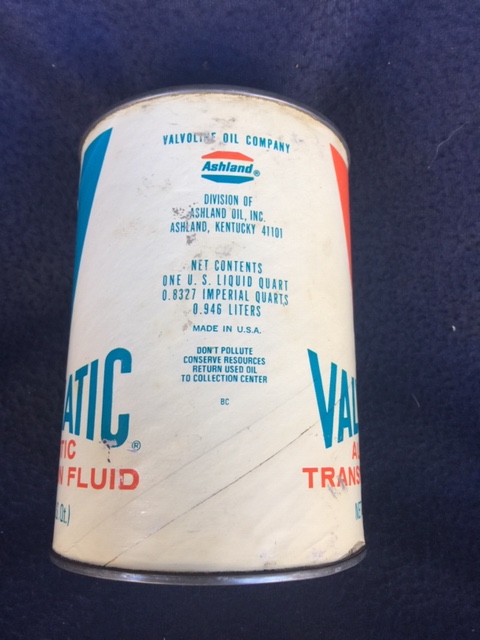 VALVOLINE OIL COMPANY
Ashland®
DIVISION OF
ASHLAND OIL, INC.
ASHLAND, KENTUCKY 41101
NET CONTENTS
ONE U.S. LIQUID QUART
0.8327 IMPERIAL QUARTS
0.946 LITERS
MADE IN U.S.A.
DON'T POLLUTE
CONSERVE RESOURCES
RETURN USED OIL
TO COLLECTION CENTER
BC
ATIC®
TIC
N FLUID
Qt.)
VAL
A
TRANS
NE